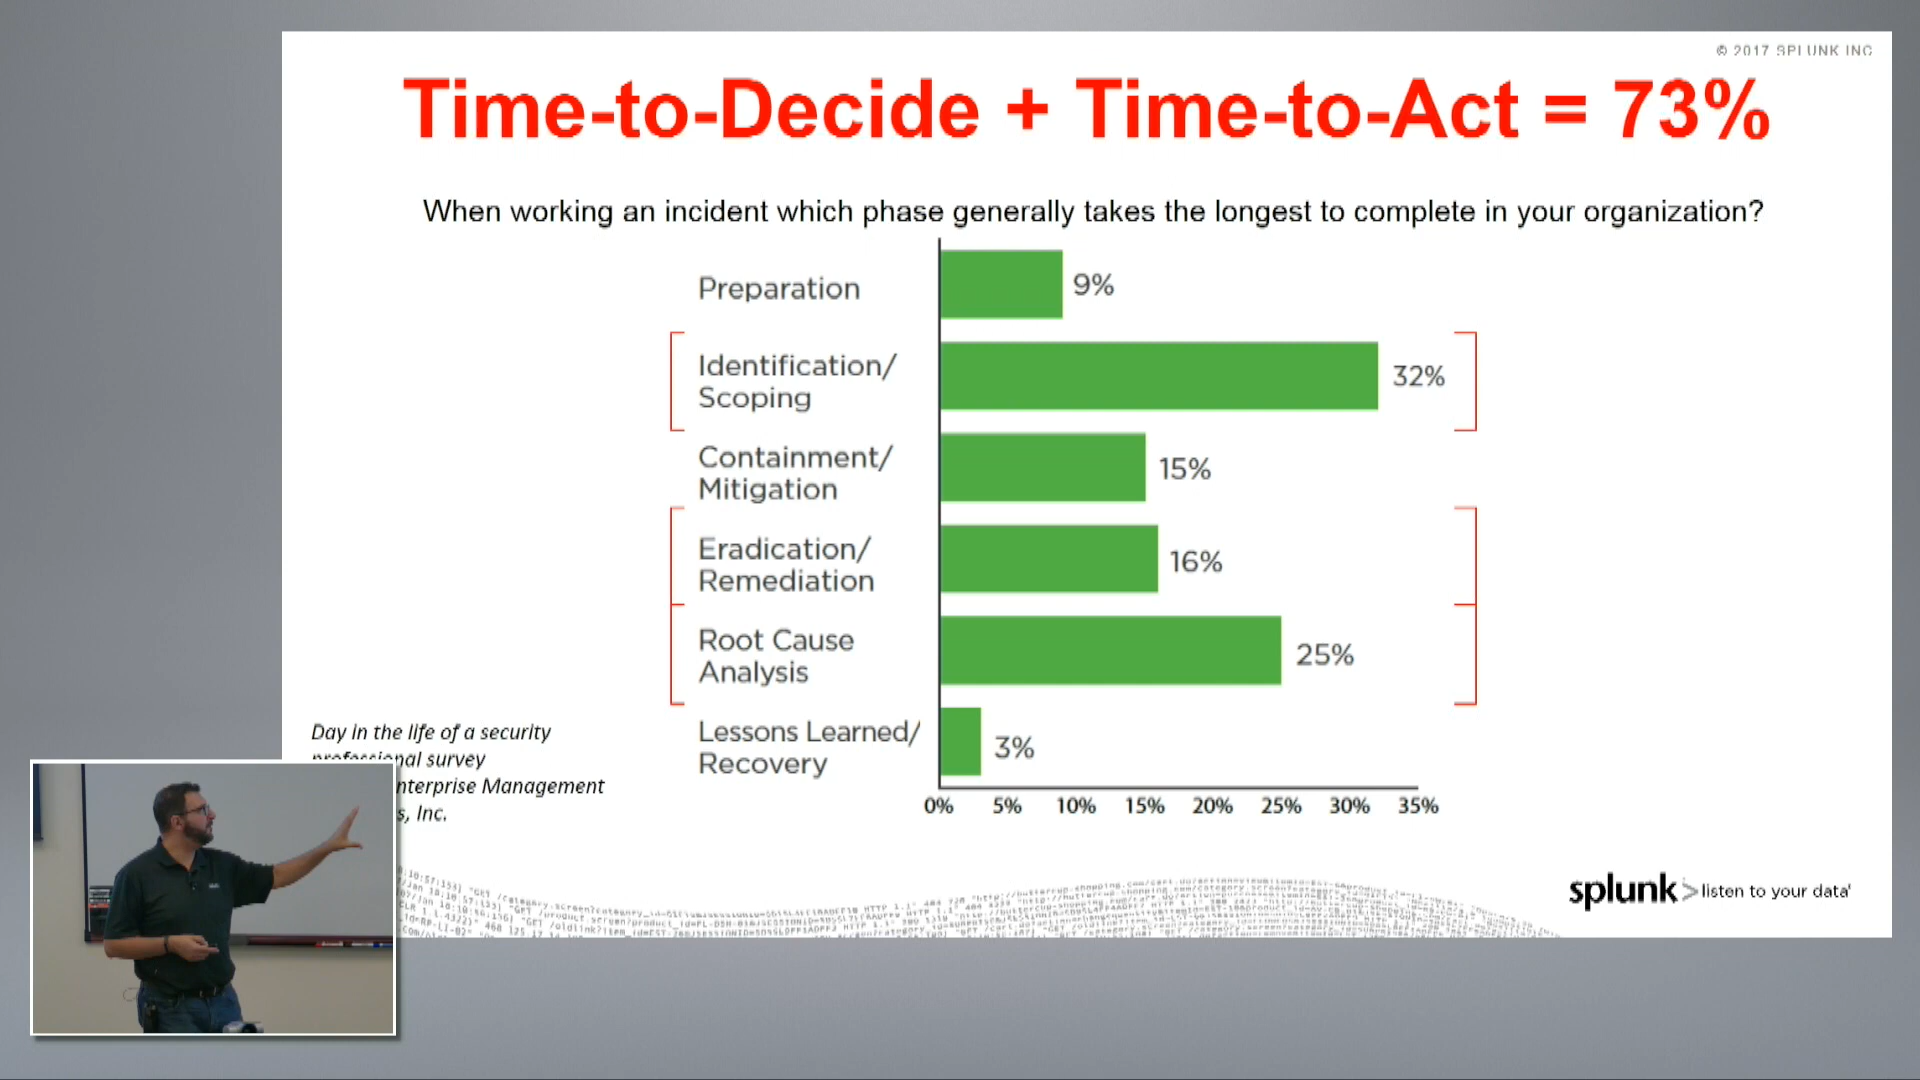 © 2017 SPLUNK INC
Time-to-Decide + Time-to-Act = 73%
When working an incident which phase generally takes the longest to complete in your organization?
Preparation
9%
Identification/
Scoping
32%
Containment/
Mitigation
15%
Eradication/
Remediation
16%
Root Cause
Analysis
25%
Lessons Learned/
Recovery
3%
0% 5% 10% 15% 20% 25% 30% 35%
Day in the life of a security
professional survey
nterprise Management
s, Inc.
splunk> listen to your data